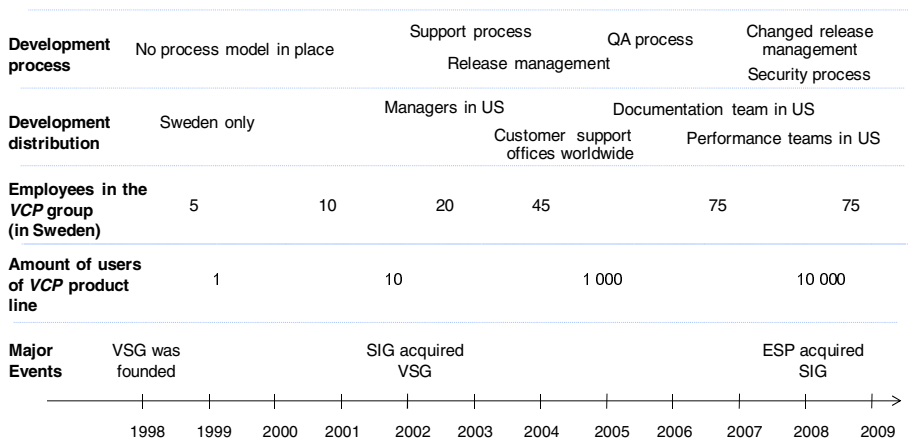 Development process
No process model in place
Support process
Release management
QA process
Changed release management
Security process
Development distribution
Sweden only
Managers in US
Customer support offices worldwide
Documentation team in US
Performance teams in US
Employees in the VCP group (in Sweden)
5 10 20 45 75 75
Amount of users of VCP product line
1 10 1 000 10 000
Major Events
VSG was founded
SIG acquired VSG
ESP acquired SIG
1998 1999 2000 2001 2002 2003 2004 2005 2006 2007 2008 2009